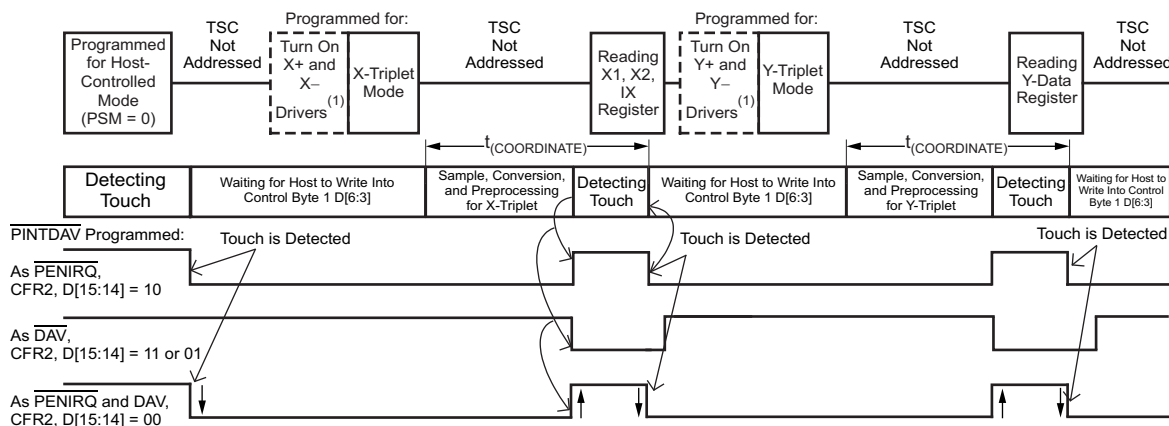 Programmed for:
Programmed for:
Programmed
for Host-
Controlled
Mode
(PSM = 0)
TSC
Not
Addressed
Turn On
X+ and
X−
Drivers(1)
X-Triplet
Mode
TSC
Not
Addressed
Reading
X1, X2,
IX
Register
Turn On
Y+ and
Y−
Drivers(1)
Y-Triplet
Mode
TSC
Not
Addressed
Reading
Y-Data
Register
TSC
Not
Addressed
t(COORDINATE)
t(COORDINATE)
Detecting
Touch
Waiting for Host to Write Into
Control Byte 1 D[6:3]
Sample, Conversion,
and Preprocessing
for X-Triplet
Detecting
Touch
Waiting for Host to Write Into
Control Byte 1 D[6:3]
Sample, Conversion,
and Preprocessing
for Y-Triplet
Detecting
Touch
Waiting for Host to
Write Into Control
Byte 1 D[6:3]
PINTDAV Programmed:
Touch is Detected
Touch is Detected
Touch is Detected
As PENIRQ,
CFR2, D[15:14] = 10
As DAV,
CFR2, D[15:14] = 11 or 01
As PENIRQ and DAV,
CFR2, D[15:14] = 00